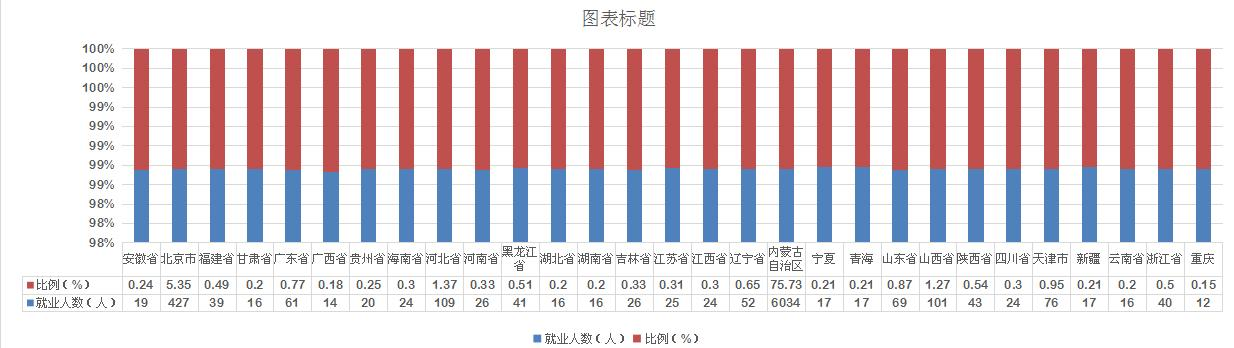 图表标题
100%
100%
100%
99%
99%
99%
99%
99%
98%
98%
98%
安徽省 北京市 福建省 甘肃省 广东省 广西省 贵州省 海南省 河北省 河南省 黑龙江省 湖北省 湖南省 吉林省 江苏省 江西省 辽宁省 内蒙古自治区 宁夏 青海 山东省 山西省 陕西省 四川省 天津市 新疆 云南省 浙江省 重庆
比例（%） 0.24 5.35 0.49 0.2 0.77 0.18 0.25 0.3 1.37 0.33 0.51 0.2 0.2 0.33 0.31 0.3 0.65 75.73 0.21 0.21 0.87 1.27 0.54 0.3 0.95 0.21 0.2 0.5 0.15
就业人数（人） 19 427 39 16 61 14 20 24 109 26 41 16 16 26 25 24 52 6034 17 17 69 101 43 24 76 17 16 40 12
就业人数（人） 比例（%）